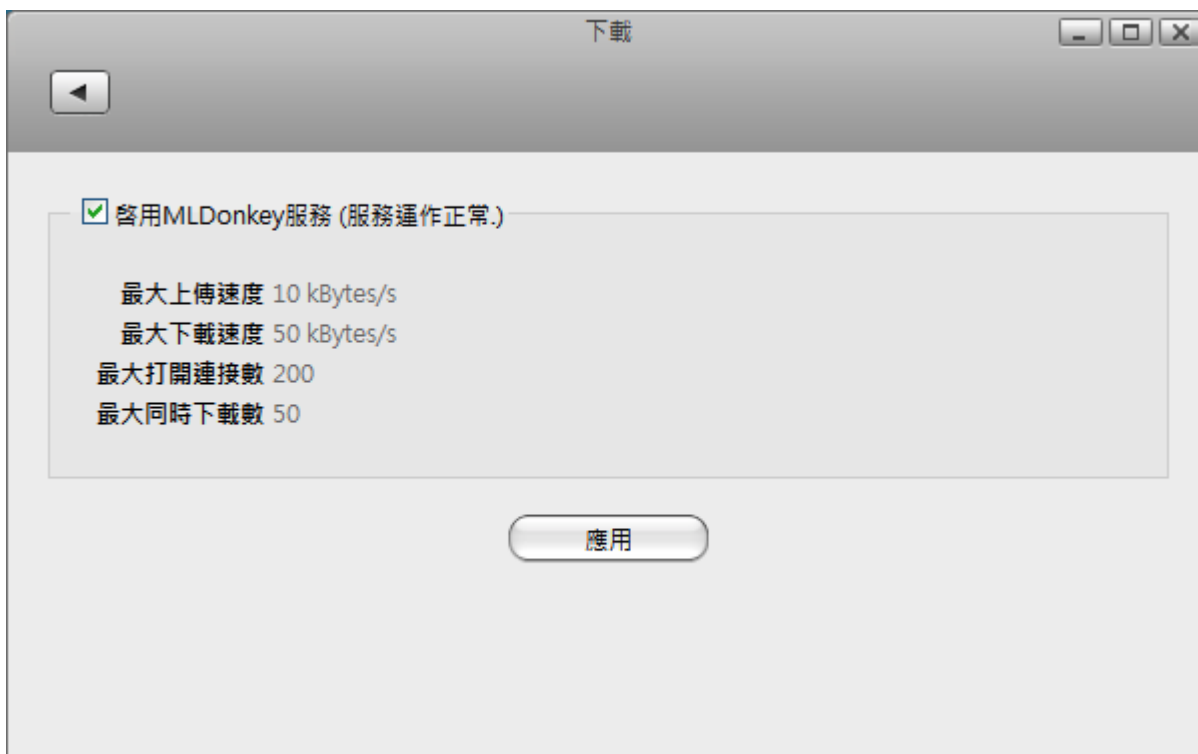 下載
啓用MLDonkey服務 (服務運作正常.)
最大上傳速度 10 kBytes/s
最大下載速度 50 kBytes/s
最大打開連接數 200
最大同時下載數 50
應用